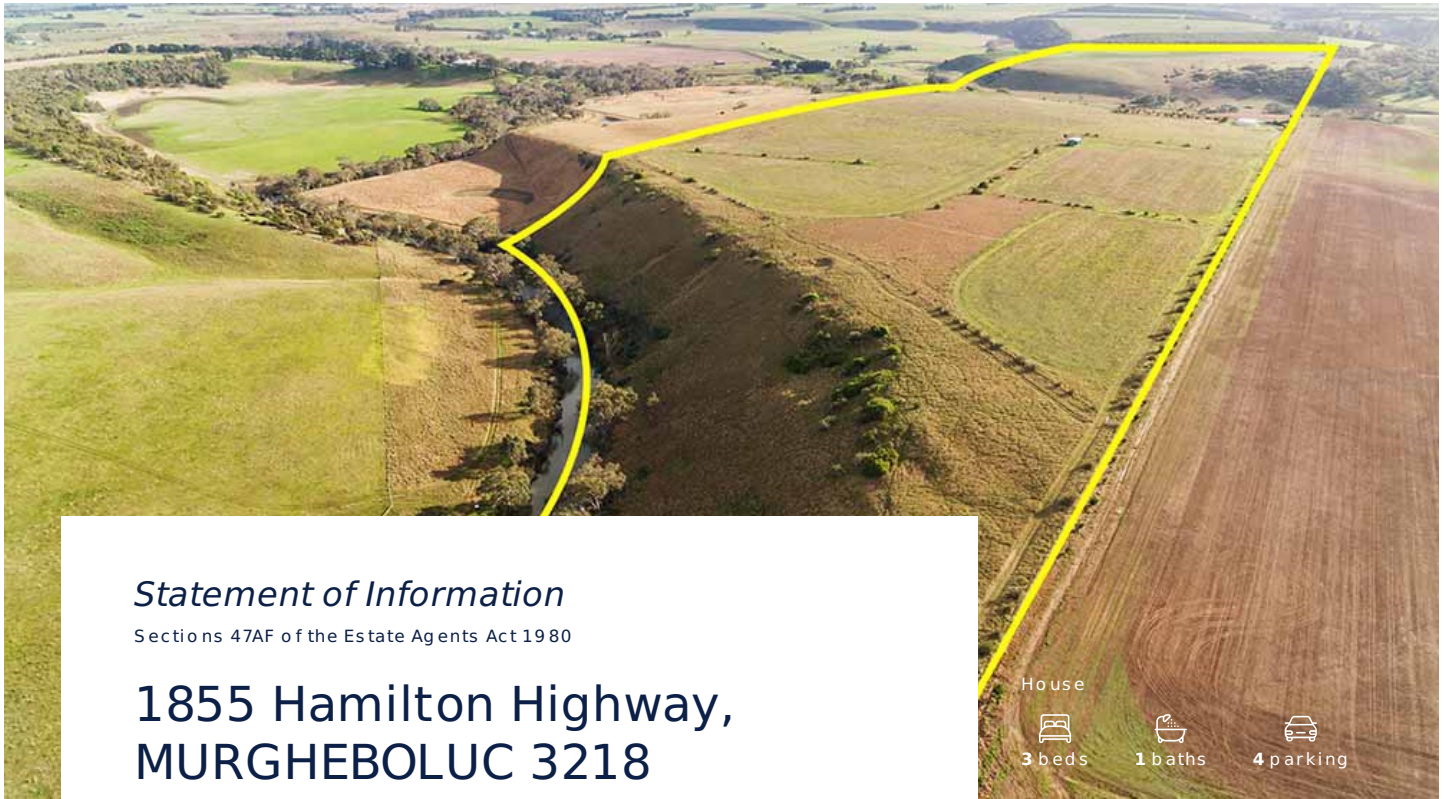 Statement of Information
Sections 47AF of the Estate Agents Act 1980
1855 Hamilton Highway,
MURGHEBOLUC 3218
House
3 beds 1 baths 4 parking